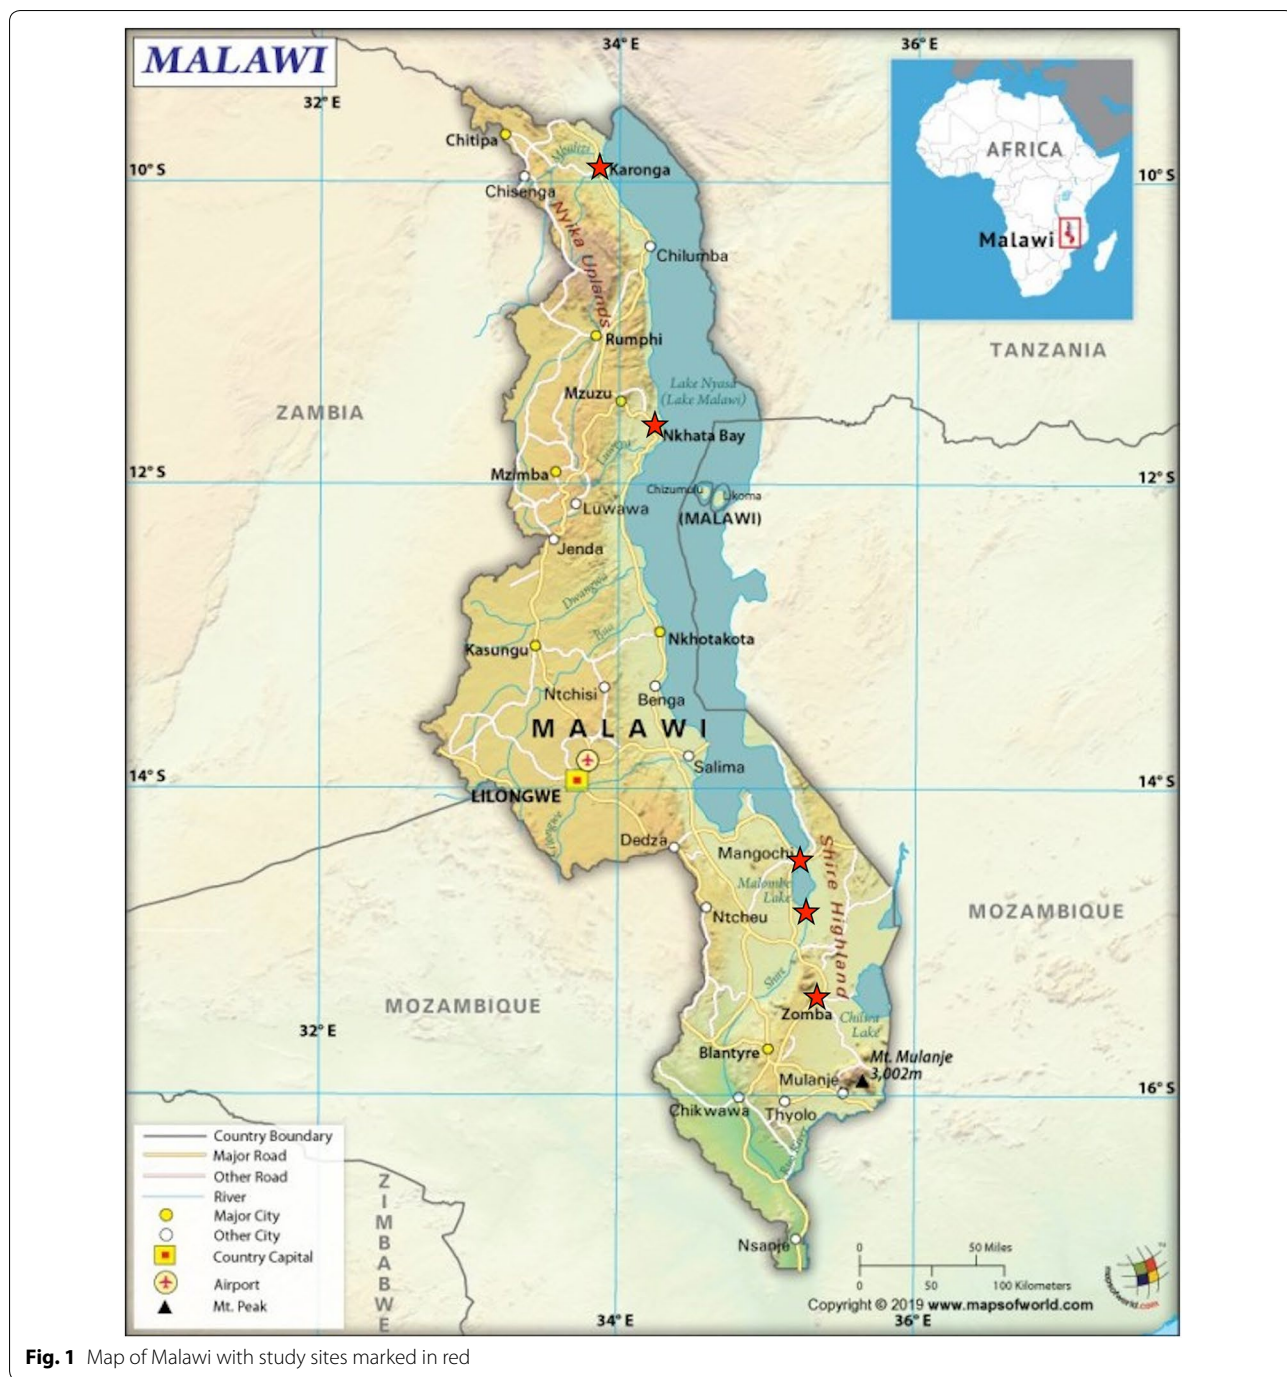 MALAWI
34° E
36° E
32° E
AFRICA
Malawi
Chitipa
Karonga
10° S
10° S
Chisenga
Nyika Uplands
Chilumba
Rumphi
TANZANIA
Lake Nyasa
(Lake Malawi)
Mzuzu
ZAMBIA
Nkhata Bay
12° S
12° S
Mzimba
Chizumulu
Likoma
(MALAWI)
Luwawa
Jenda
Dwangwa
Bua
Nkhotakota
Kasungu
Ntchisi
Benga
MALAWI
Salima
14° S
14° S
LILONGWE
Dedza
Mangochi
Shire Highland
Malombe
Lake
Ntcheu
MOZAMBIQUE
Shire
MOZAMBIQUE
Zomba
Chilwa
Lake
32° E
Blantyre
Mt. Mulanje
3,002m
Mulanje
16° S
Chikwawa
Thyolo
Country Boundary
Major Road
Other Road
River
Major City
Other City
Country Capital
Airport
Mt. Peak
ZIMBABWE
Nsanje
0
50 Miles
0
50
100 Kilometers
mapsofworld.com
Copyright © 2019 www.mapsofworld.com
34° E
36° E
Fig. 1 Map of Malawi with study sites marked in red